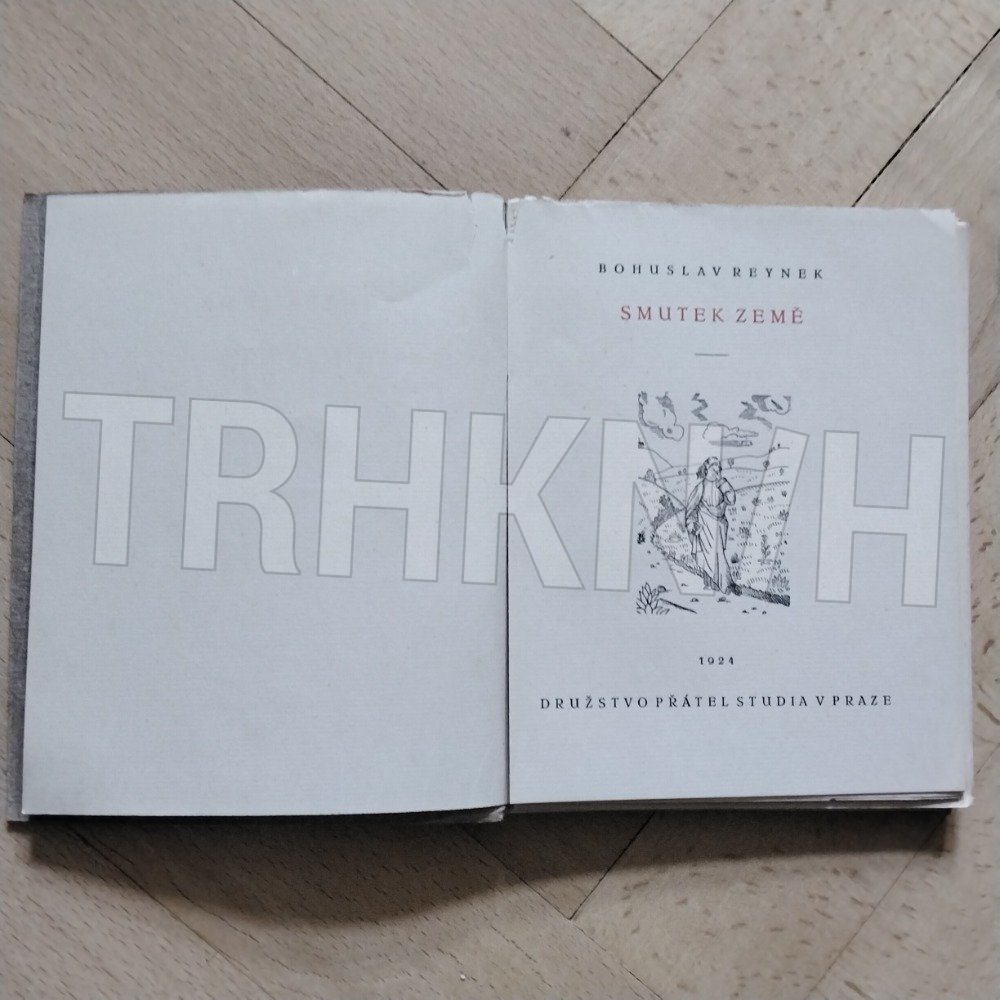 BOHUSLAV REYNEK
SMUTEK ZEMĚ
TRHKNIH
1924
DRUŽSTVO PŘÁTEL STUDIA V PRAZE